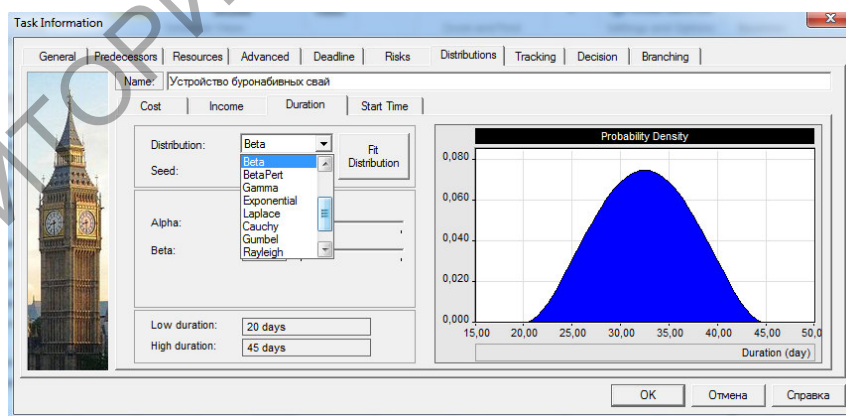 Task Information
General Predecessors Resources Advanced Deadline Risks Distributions Tracking Decision Branching
Name: Устройство буронабивных свай
Cost Income Duration Start Time
Distribution: Beta
Fit Distribution
Seed:
Beta
BetaPert
Gamma
Exponential
Laplace
Cauchy
Gumbel
Rayleigh
Alpha:
Beta:
Low duration: 20 days
High duration: 45 days
Probability Density
0,080
0,060
0,040
0,020
0,000
15,00 20,00 25,00 30,00 35,00 40,00 45,00 50,0
Duration (day)
OK Отмена Справка